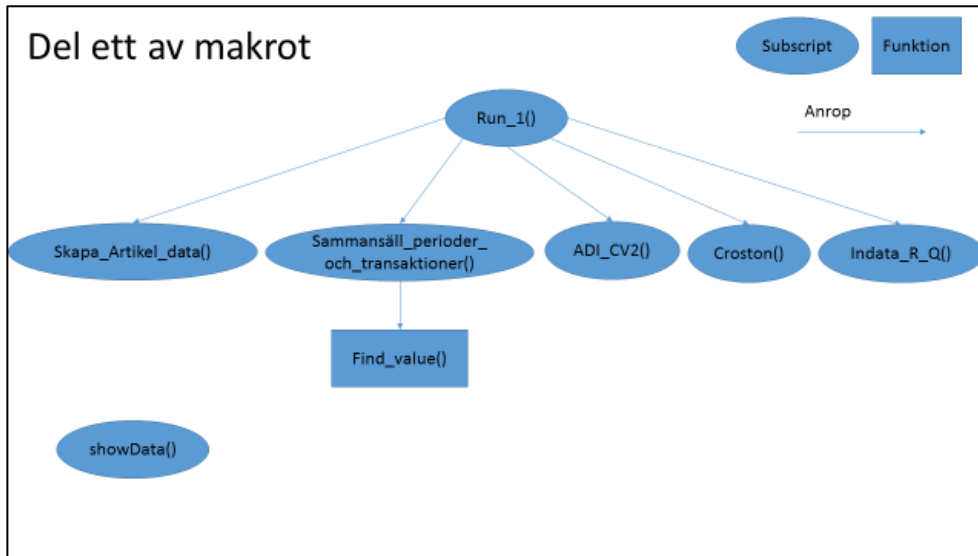 Del ett av makrot
Subscript
Funktion
Anrop
Run_1()
Skapa_Artikel_data()
Sammansäll_perioder_
och_transaktioner()
ADI_CV2()
Croston()
Indata_R_Q()
Find_value()
showData()